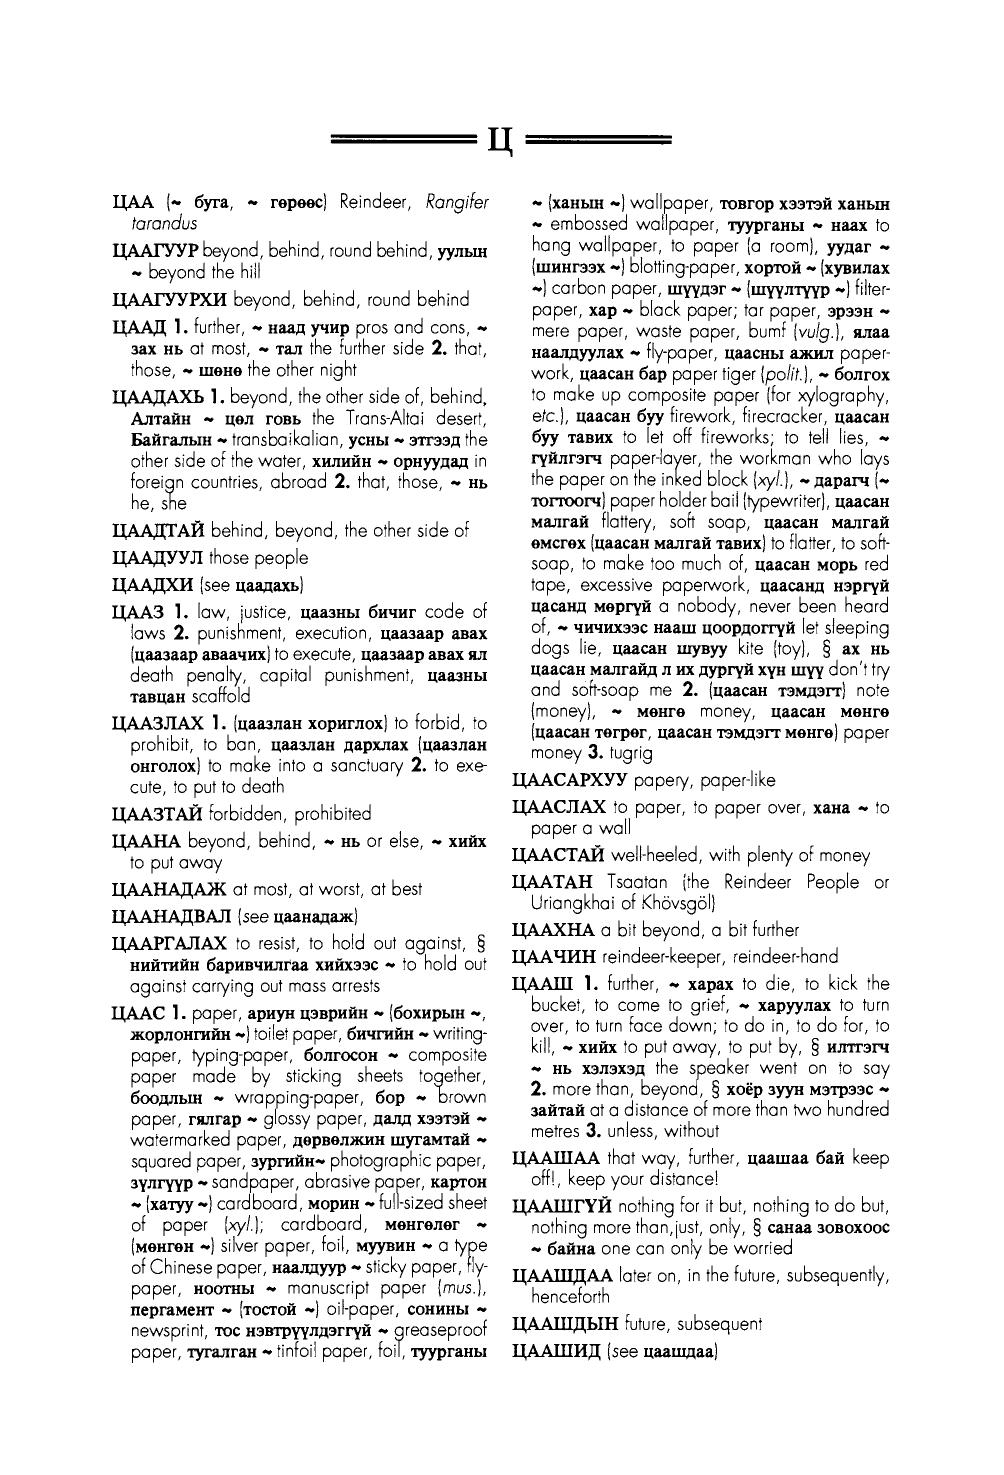 Ц
ЦАА (~ буга, ~ гөрөөс) Reindeer, Rangifer
tarandus
ЦААГУУР beyond, behind, round behind, уулын
~ beyond the hill
ЦААГУУРХИ beyond, behind, round behind
ЦААД 1. further, ~ наад учир pros and cons, ~
зах нь at most, ~ тал the further side 2. that,
those, ~ шөнө the other night
ЦААДАХЬ 1. beyond, the other side of, behind.
Алтайн ~ цөл говь the Trans-Altai desert,
Байгалын ~ transbaikalian, усны ~ этгээд the
other side of the water, хилийн ~ орнуудад in
foreign countries, abroad 2. that, those, ~ нь
he, she
ЦААДТАЙ behind, beyond, the other side of
ЦААДУУЛ those people
ЦААДХИ (see цаадахь)
ЦААЗ 1. law, justice, цаазны бичиг code of
laws 2. punishment, execution, цаазаар авах
(цаазаар аваачих) to execute, цаазаар авах ял
death penalty, capital punishment, цаазны
тавцан scaffold
ЦААЗЛАХ 1. (цаазлан хориглох) to forbid, to
prohibit, to ban, цаазлан дархлах (цаазлан
онголох) to make into a sanctuary 2. to exe-
cute, to put to death
ЦААЗТАЙ forbidden, prohibited
ЦААНА beyond, behind, ~ нь or else, ~ хийх
to put away
ЦААНАДАЖ at most, at worst, at best
ЦААНАДВАЛ (see цаанадаж)
ЦААРГАЛАХ to resist, to hold out against, §
нийтийн баривчилгаа хийхээс ~ to hold out
against carrying out mass arrests
ЦААС 1. paper, ариун цэврийн ~ (бохирын ~,
жорлонгийн ~) toilet paper, бичгийн ~ writing-
paper, typing-paper, болгосон ~ composite
paper made by sticking sheets together,
боодлын ~ wrapping-paper, бор ~ brown
paper, гялгар ~ glossy paper, далд хээтэй ~
watermarked paper, дөрвөлжин шугамтай ~
squared paper, зургийн~ photographic paper,
зүлгүүр ~ sandpaper, abrasive paper, картон
~ (хатуу ~) cardboard, морин ~ full-sized sheet
of paper (xyl.); cardboard, мөнгөлөг ~
(мөнгөн ~) silver paper, foil, муувин ~ a type
of Chinese paper, наалдуур ~ sticky paper, fly-
paper, ноотны ~ manuscript paper (mus.),
пергамент ~ (тостой ~) oil-paper, сонины ~
newsprint, тос нэвтрүүлдэггүй ~ greaseproof
paper, тугалган ~ tinfoil paper, foil, туурганы
~ (ханын ~) wallpaper, товгор хээтэй ханын
~ embossed wallpaper, туурганы ~ наах to
hang wallpaper, to paper (a room), уудаг ~
(шингээх ~) blotting-paper, хортой ~ (хувилах
~) carbon paper, шүүдэг ~ (шүүлтүүр ~) filter-
paper, хар ~ black paper; tar paper, эрээн ~
mere paper, waste paper, bumf (vulg.), ялаа
наалдуулах ~ fly-paper, цаасны ажил paper-
work, цаасан бар paper tiger (polit.), ~ болгох
to make up composite paper (for xylography,
etc.), цаасан буу firework, firecracker, цаасан
буу тавих to let off fireworks; to tell lies, ~
гүйлгэгч paper-layer, the workman who lays
the paper on the inked block (xyl.), ~ дарагч (~
тогтоогч) paper holder bail (typewriter), цаасан
малгай flattery, soft soap, цаасан малгай
өмсгөх (цаасан малгай тавих) to flatter, to soft-
soap, to make too much of, цаасан морь red
tape, excessive paperwork, цаасанд нэргүй
цасанд мөргүй a nobody, never been heard
of, ~ чичихээс нааш цоордоггүй let sleeping
dogs lie, цаасан шувуу kite (toy), § ах нь
цаасан малгайд л их дургүй хүн шүү don't try
and soft-soap me 2. (цаасан тэмдэгт) note
(money), ~ мөнгө money, цаасан мөнгө
(цаасан төгрөг, цаасан тэмдэгт мөнгө) paper
money 3. tugrig
ЦААСАРХУУ papery, paper-like
ЦААСЛАХ to paper, to paper over, хана ~ to
paper a wall
ЦААСТАЙ well-heeled, with plenty of money
ЦААТАН Tsaatan (the Reindeer People or
Uriangkhai of Khövsgöl)
ЦААХНА a bit beyond, a bit further
ЦААЧИН reindeer-keeper, reindeer-hand
ЦААШ 1. further, ~ харах to die, to kick the
bucket, to come to grief, ~ харуулах to turn
over, to turn face down; to do in, to do for, to
kill, ~ хийх to put away, to put by, § илтгэгч
~ нь хэлэхэд the speaker went on to say
2. more than, beyond, § хоёр зуун мэтрээс ~
зайтай at a distance of more than two hundred
metres 3. unless, without
ЦААШАА that way, further, цаашаа бай keep
off!, keep your distance!
ЦААШГҮЙ nothing for it but, nothing to do but,
nothing more than,just, only, § санаа зовохоос
~ байна one can only be worried
ЦААШДАА later on, in the future, subsequently,
henceforth
ЦААШДЫН future, subsequent
ЦААШИД (see цаашдаа)